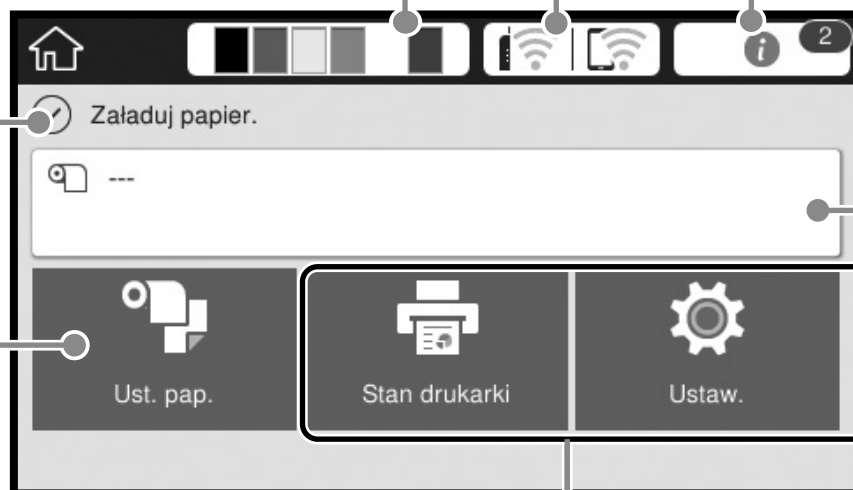 i
2
Załaduj papier.
---
Ust. pap.
Stan drukarki
Ustaw.